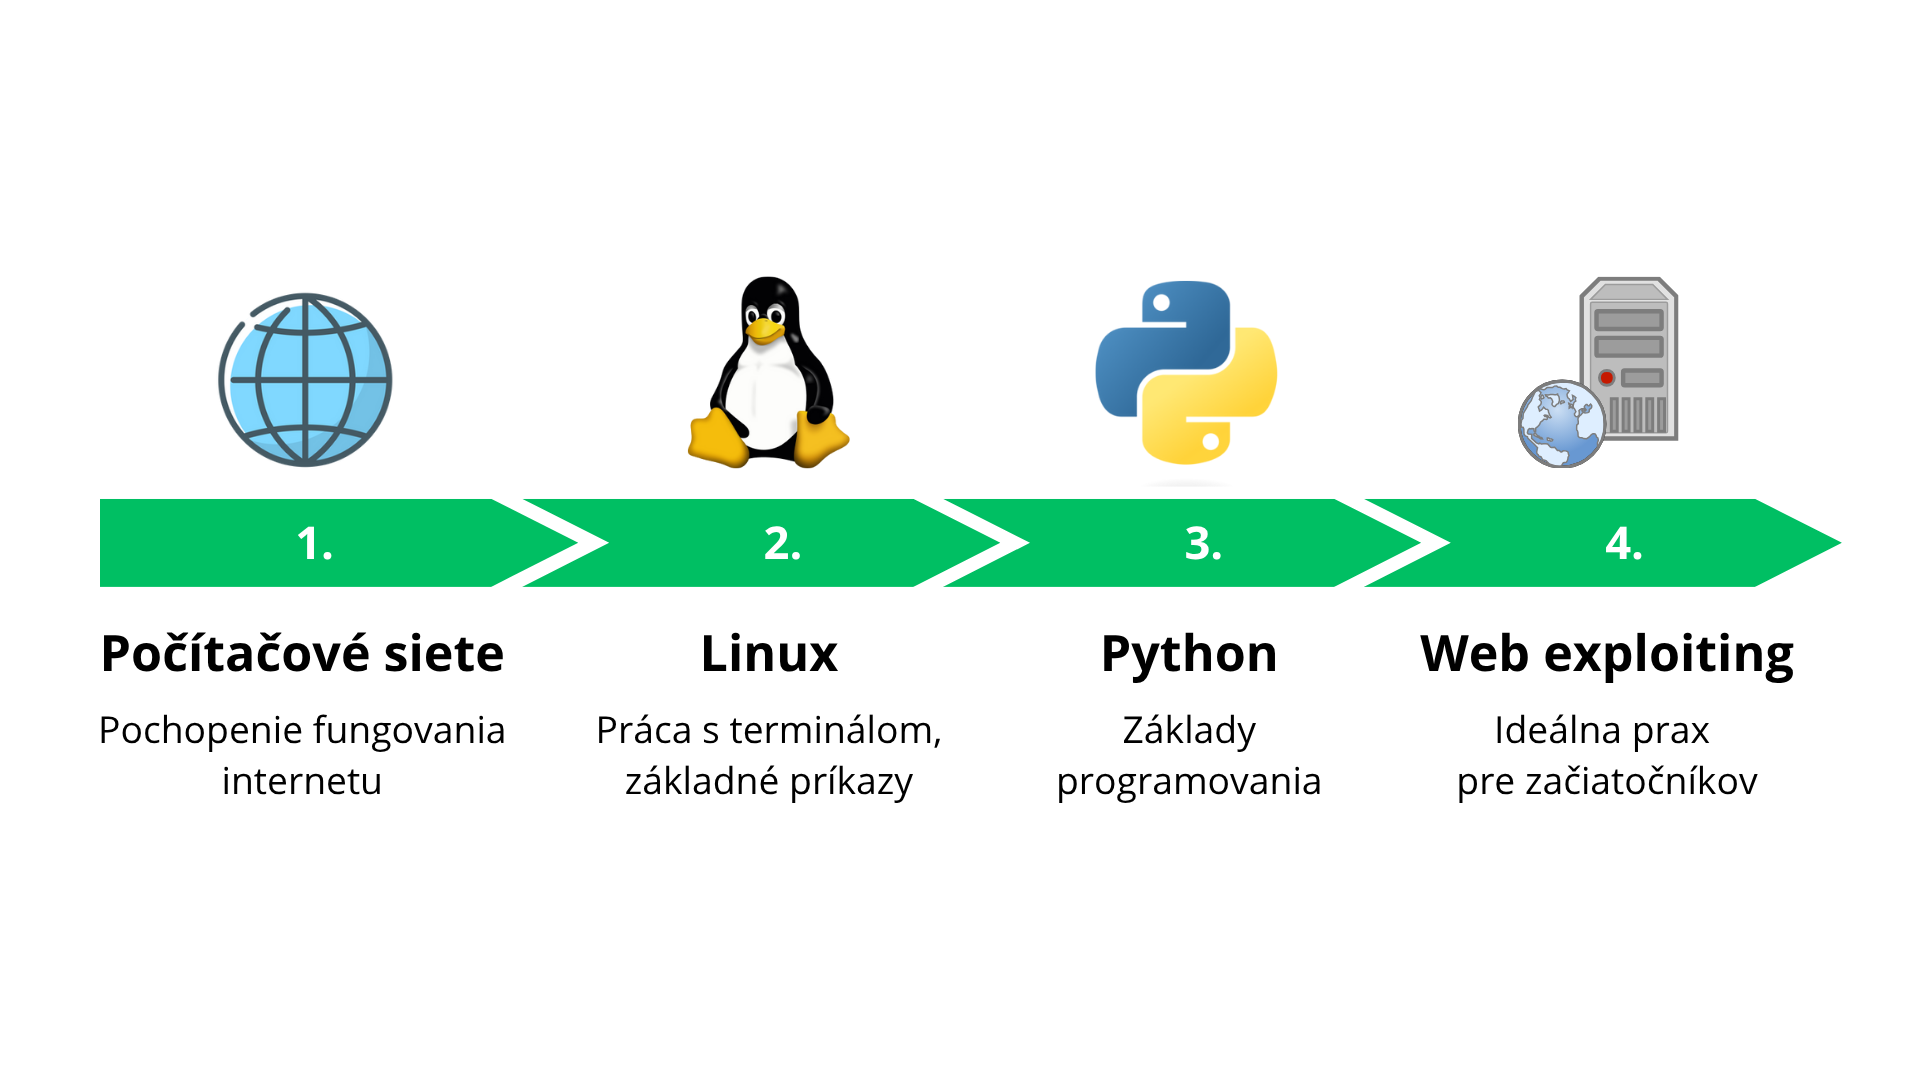 1.
2.
3.
4.
Počítačové siete
Pochopenie fungovania
internetu
Linux
Práca s terminálom,
základné príkazy
Python
Základy
programovania
Web exploiting
Ideálna prax
pre začiatočníkov